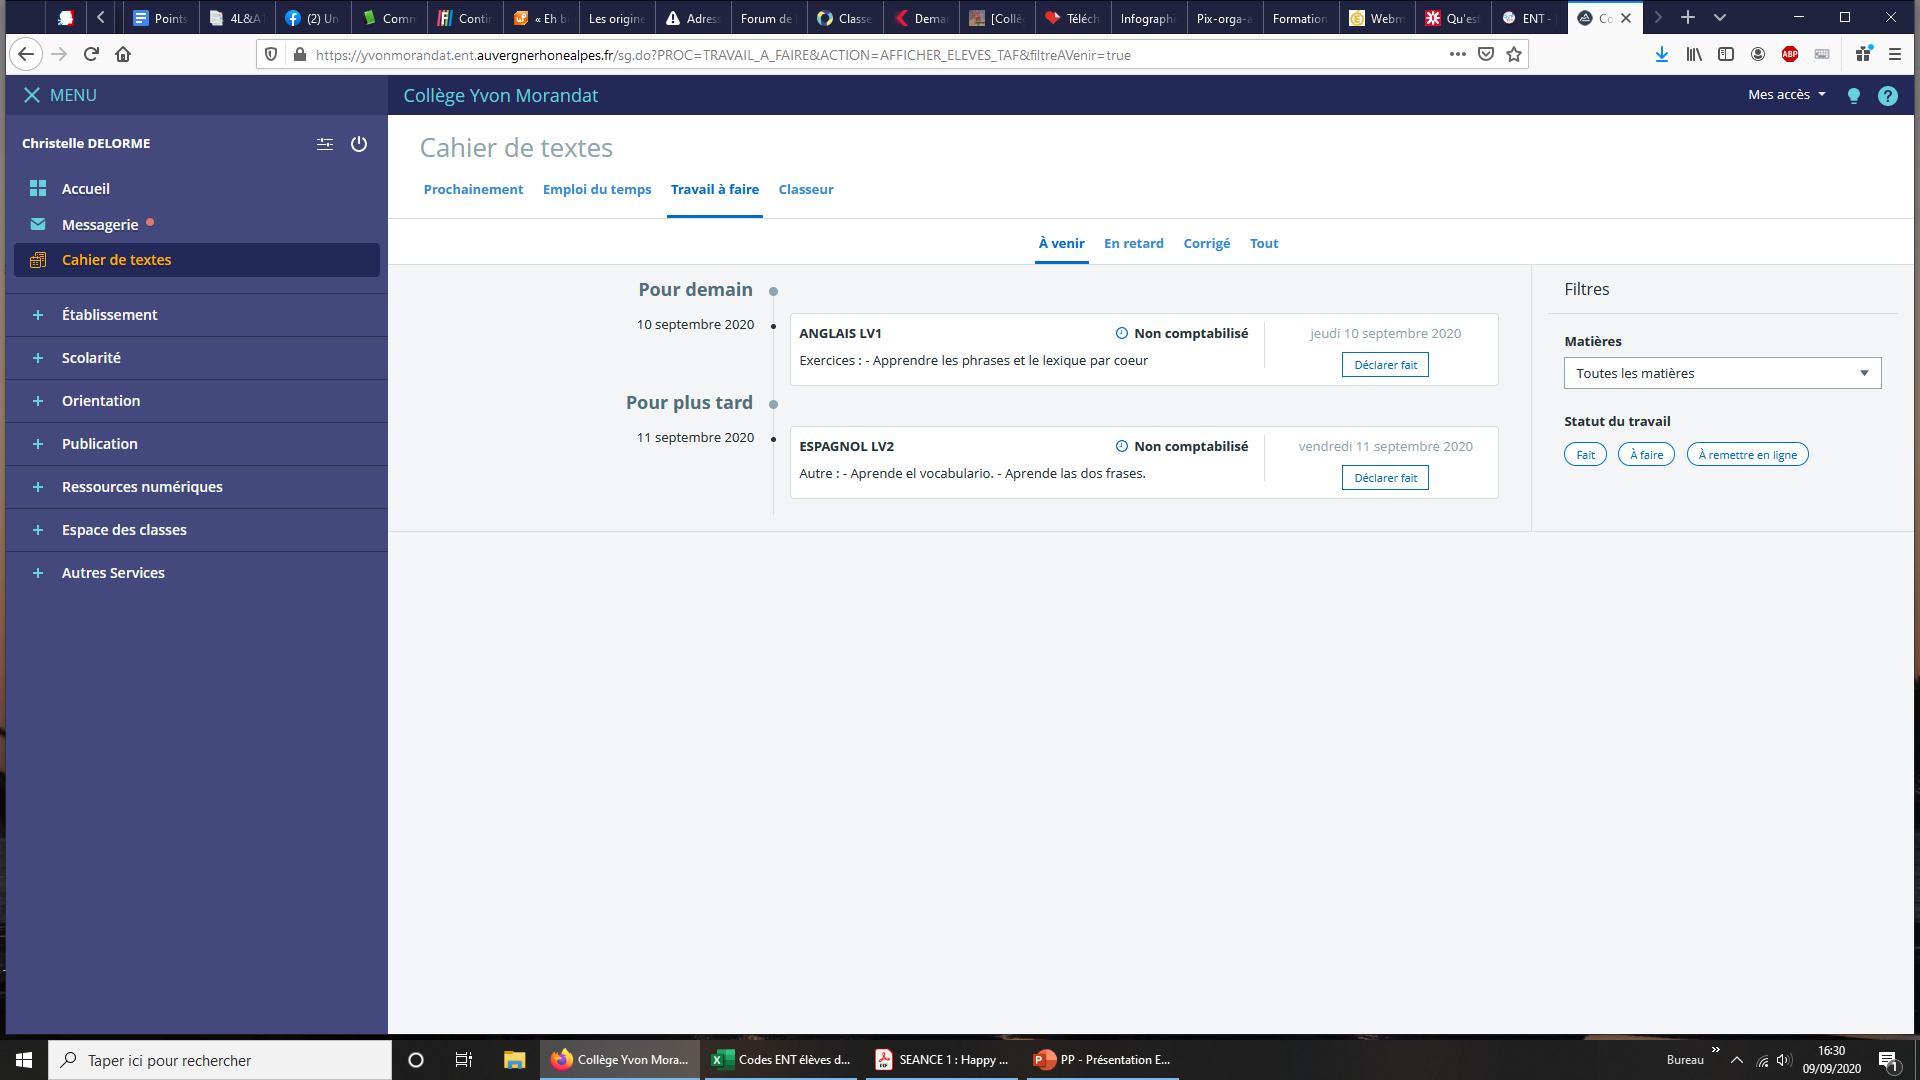 Points
4L&A
(2) Un
Comm
Contin
« Eh b
Les origine
Adress
Forum de
Classe
Dema
[Collè
Téléch
Infographi
Pix-orga-a
Formation
Webm
Qu'es
ENT -
Co
https://yvonmorandat.ent.auvergnerhonealpes.fr/sg.do?PROC=TRAVAIL_A_FAIRE&ACTION=AFFICHER_ELEVES_TAF&filtreAVenir=true
ABP
MENU
Collège Yvon Morandat
Mes accès
?
Christelle DELORME
Accueil
Messagerie
Cahier de textes
+ Établissement
+ Scolarité
+ Orientation
+ Publication
+ Ressources numériques
+ Espace des classes
+ Autres Services
Cahier de textes
Prochainement Emploi du temps Travail à faire Classeur
À venir En retard Corrigé Tout
Pour demain
10 septembre 2020
ANGLAIS LV1 Non comptabilisé jeudi 10 septembre 2020
Exercices : - Apprendre les phrases et le lexique par coeur
Déclarer fait
Pour plus tard
11 septembre 2020
ESPAGNOL LV2 Non comptabilisé vendredi 11 septembre 2020
Autre : - Aprende el vocabulario. - Aprende las dos frases.
Déclarer fait
Filtres
Matières
Toutes les matières
Statut du travail
Fait À faire À remettre en ligne
Taper ici pour rechercher
Collège Yvon Mora...
Codes ENT élèves d...
SEANCE 1 : Happy ...
PP - Présentation E...
Bureau
16:30
09/09/2020
1